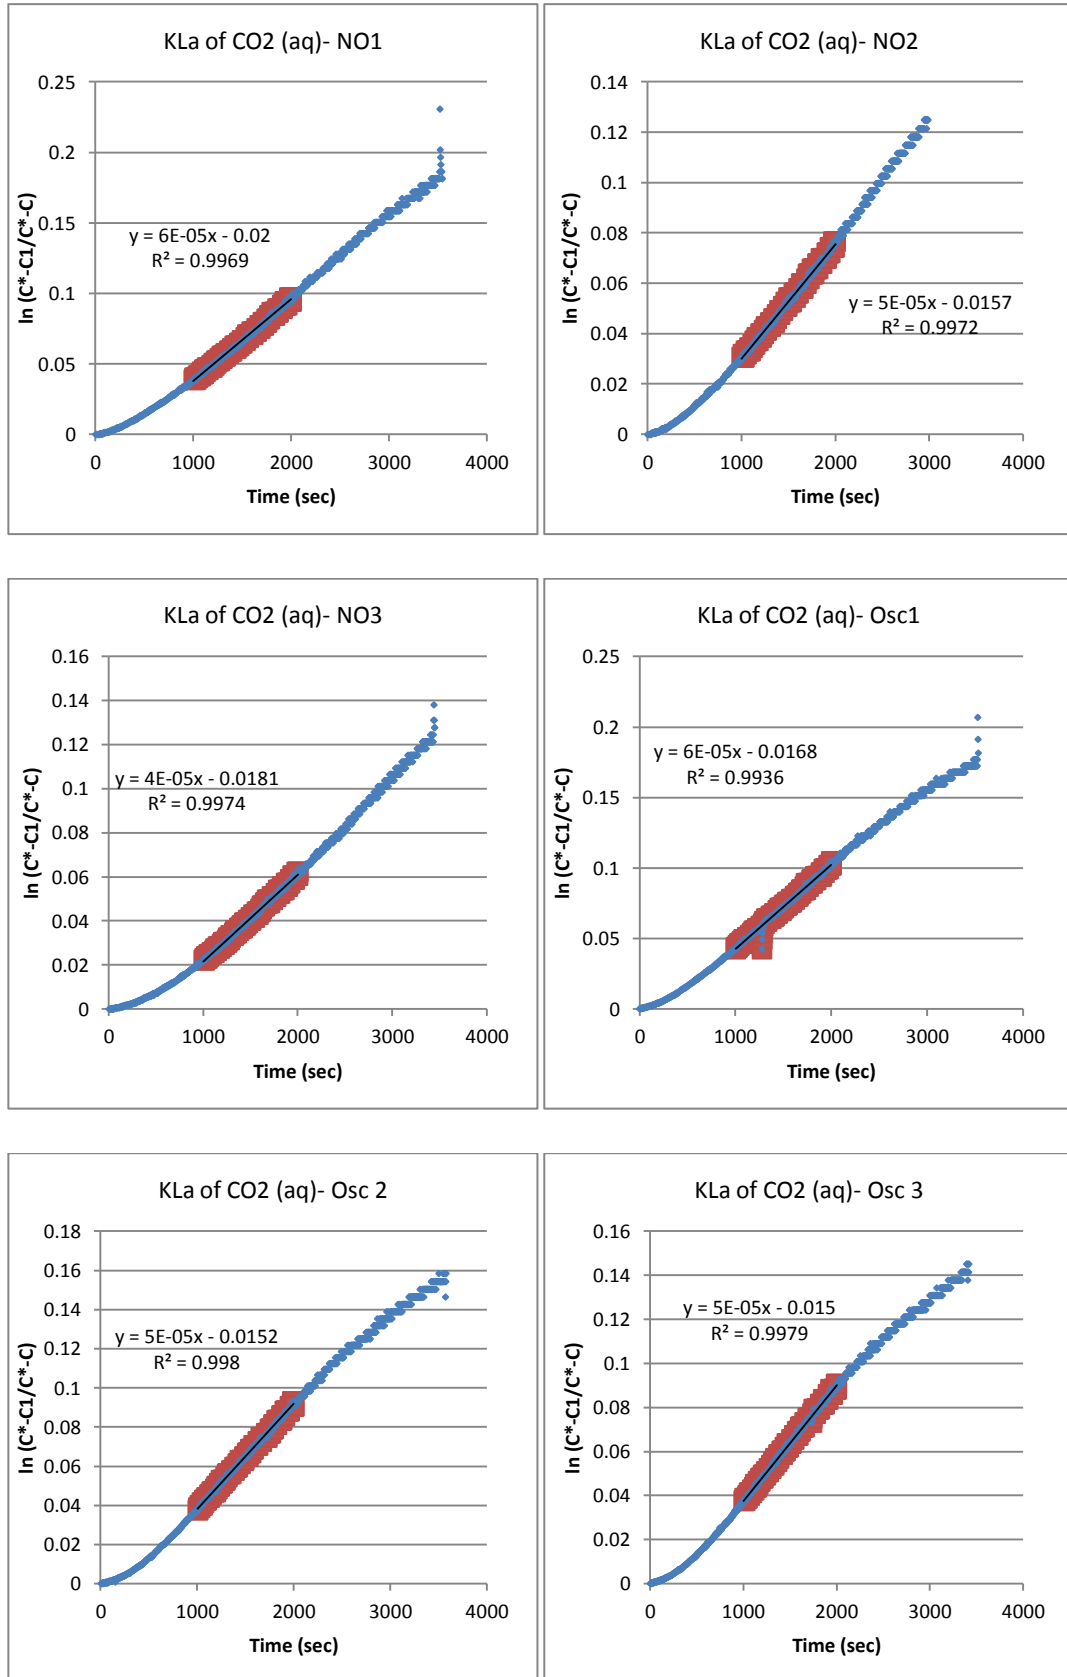 KLa of CO2 (aq)- NO1
0.25
0.2
0.15
0.1
0.05
0
ln (C*-C1/C*-C)
y = 6E-05x - 0.02
R² = 0.9969
0 1000 2000 3000 4000
Time (sec)
KLa of CO2 (aq)- NO2
0.14
0.12
0.1
0.08
0.06
0.04
0.02
0
ln (C*-C1/C*-C)
y = 5E-05x - 0.0157
R² = 0.9972
0 1000 2000 3000 4000
Time (sec)
KLa of CO2 (aq)- NO3
0.16
0.14
0.12
0.1
0.08
0.06
0.04
0.02
0
ln (C*-C1/C*-C)
y = 4E-05x - 0.0181
R² = 0.9974
0 1000 2000 3000 4000
Time (sec)
KLa of CO2 (aq)- Osc1
0.25
0.2
0.15
0.1
0.05
0
ln (C*-C1/C*-C)
y = 6E-05x - 0.0168
R² = 0.9936
0 1000 2000 3000 4000
Time (sec)
KLa of CO2 (aq)- Osc 2
0.18
0.16
0.14
0.12
0.1
0.08
0.06
0.04
0.02
0
ln (C*-C1/C*-C)
y = 5E-05x - 0.0152
R² = 0.998
0 1000 2000 3000 4000
Time (sec)
KLa of CO2 (aq)- Osc 3
0.16
0.14
0.12
0.1
0.08
0.06
0.04
0.02
0
ln (C*-C1/C*-C)
y = 5E-05x - 0.015
R² = 0.9979
0 1000 2000 3000 4000
Time (sec)